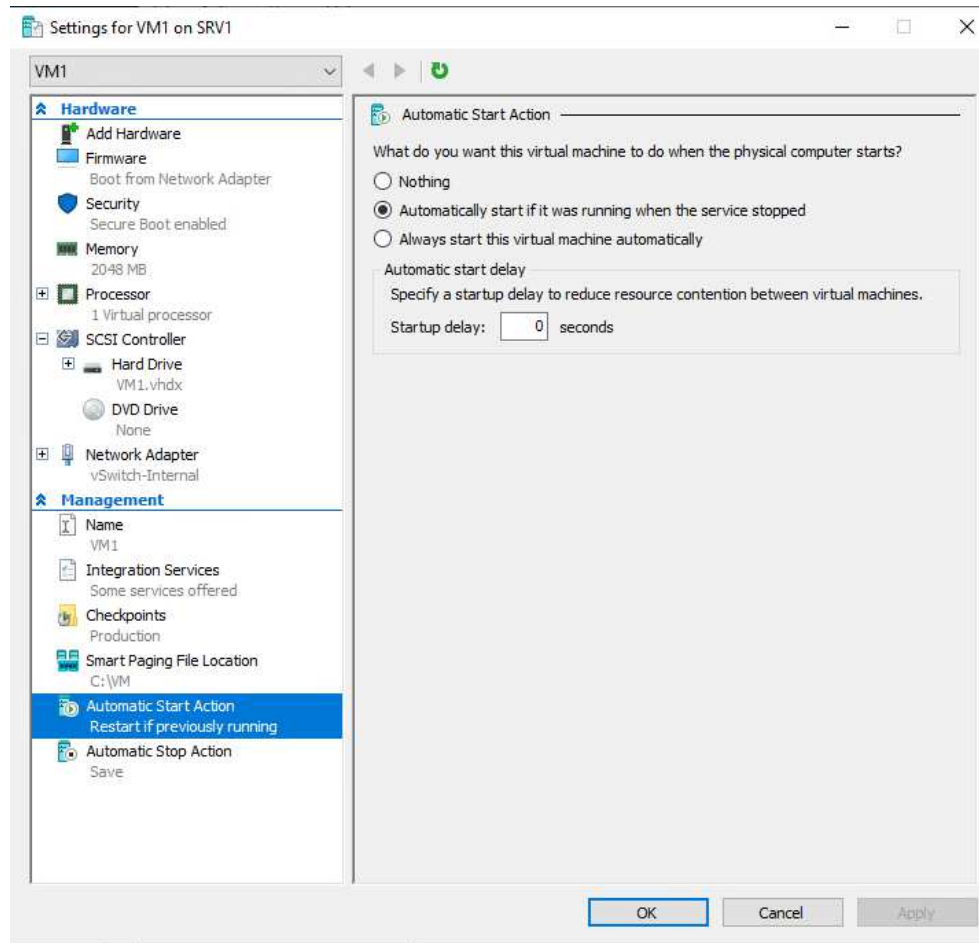 Settings for VM1 on SRV1
VM1
Hardware
Add Hardware
Firmware
Boot from Network Adapter
Security
Secure Boot enabled
Memory
2048 MB
Processor
1 Virtual processor
SCSI Controller
Hard Drive
VM1.vhdx
DVD Drive
None
Network Adapter
vSwitch-Internal
Management
Name
VM1
Integration Services
Some services offered
Checkpoints
Production
Smart Paging File Location
C:\VM
Automatic Start Action
Restart if previously running
Automatic Stop Action
Save
Automatic Start Action
What do you want this virtual machine to do when the physical computer starts?
Nothing
Automatically start if it was running when the service stopped
Always start this virtual machine automatically
Automatic start delay
Specify a startup delay to reduce resource contention between virtual machines.
Startup delay: 0 seconds
OK Cancel Apply